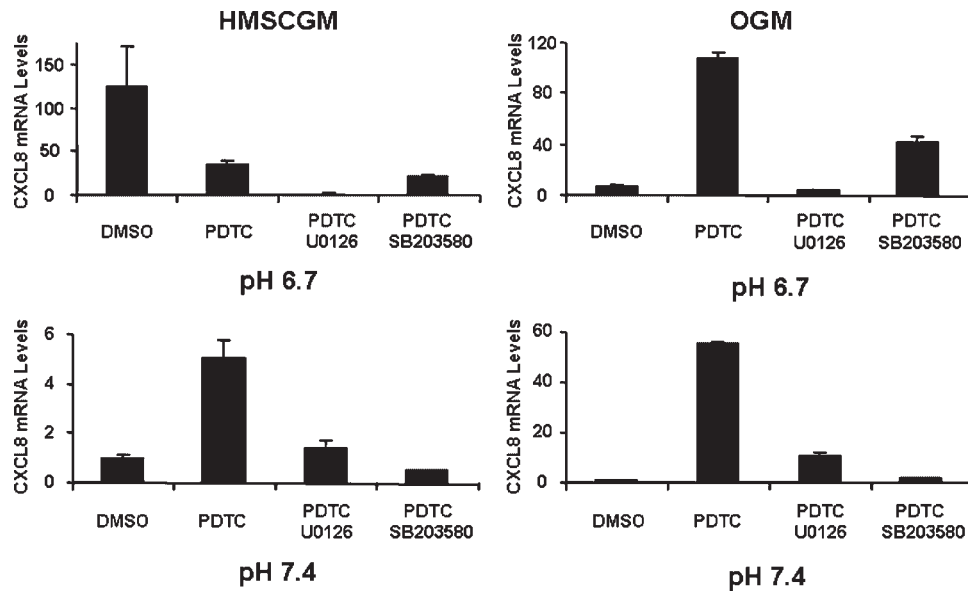 HMSCGM
CXCL8 mRNA Levels
150
100
50
0
DMSO
PDTC
PDTC
U0126
PDTC
SB203580
pH 6.7
OGM
CXCL8 mRNA Levels
120
80
40
0
DMSO
PDTC
PDTC
U0126
PDTC
SB203580
pH 6.7
CXCL8 mRNA Levels
6
4
2
0
DMSO
PDTC
PDTC
U0126
PDTC
SB203580
pH 7.4
CXCL8 mRNA Levels
60
40
20
0
DMSO
PDTC
PDTC
U0126
PDTC
SB203580
pH 7.4